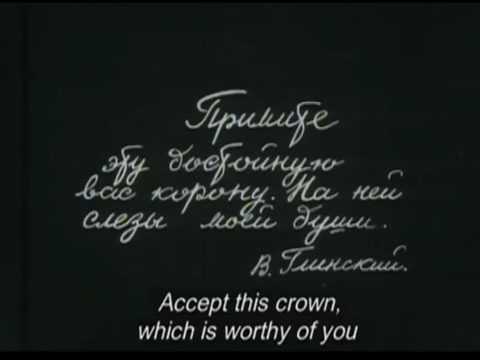 Примите
эту достойную
вас корону. На ней
слезы моей души.
В. Глинский.
Accept this crown,
which is worthy of you